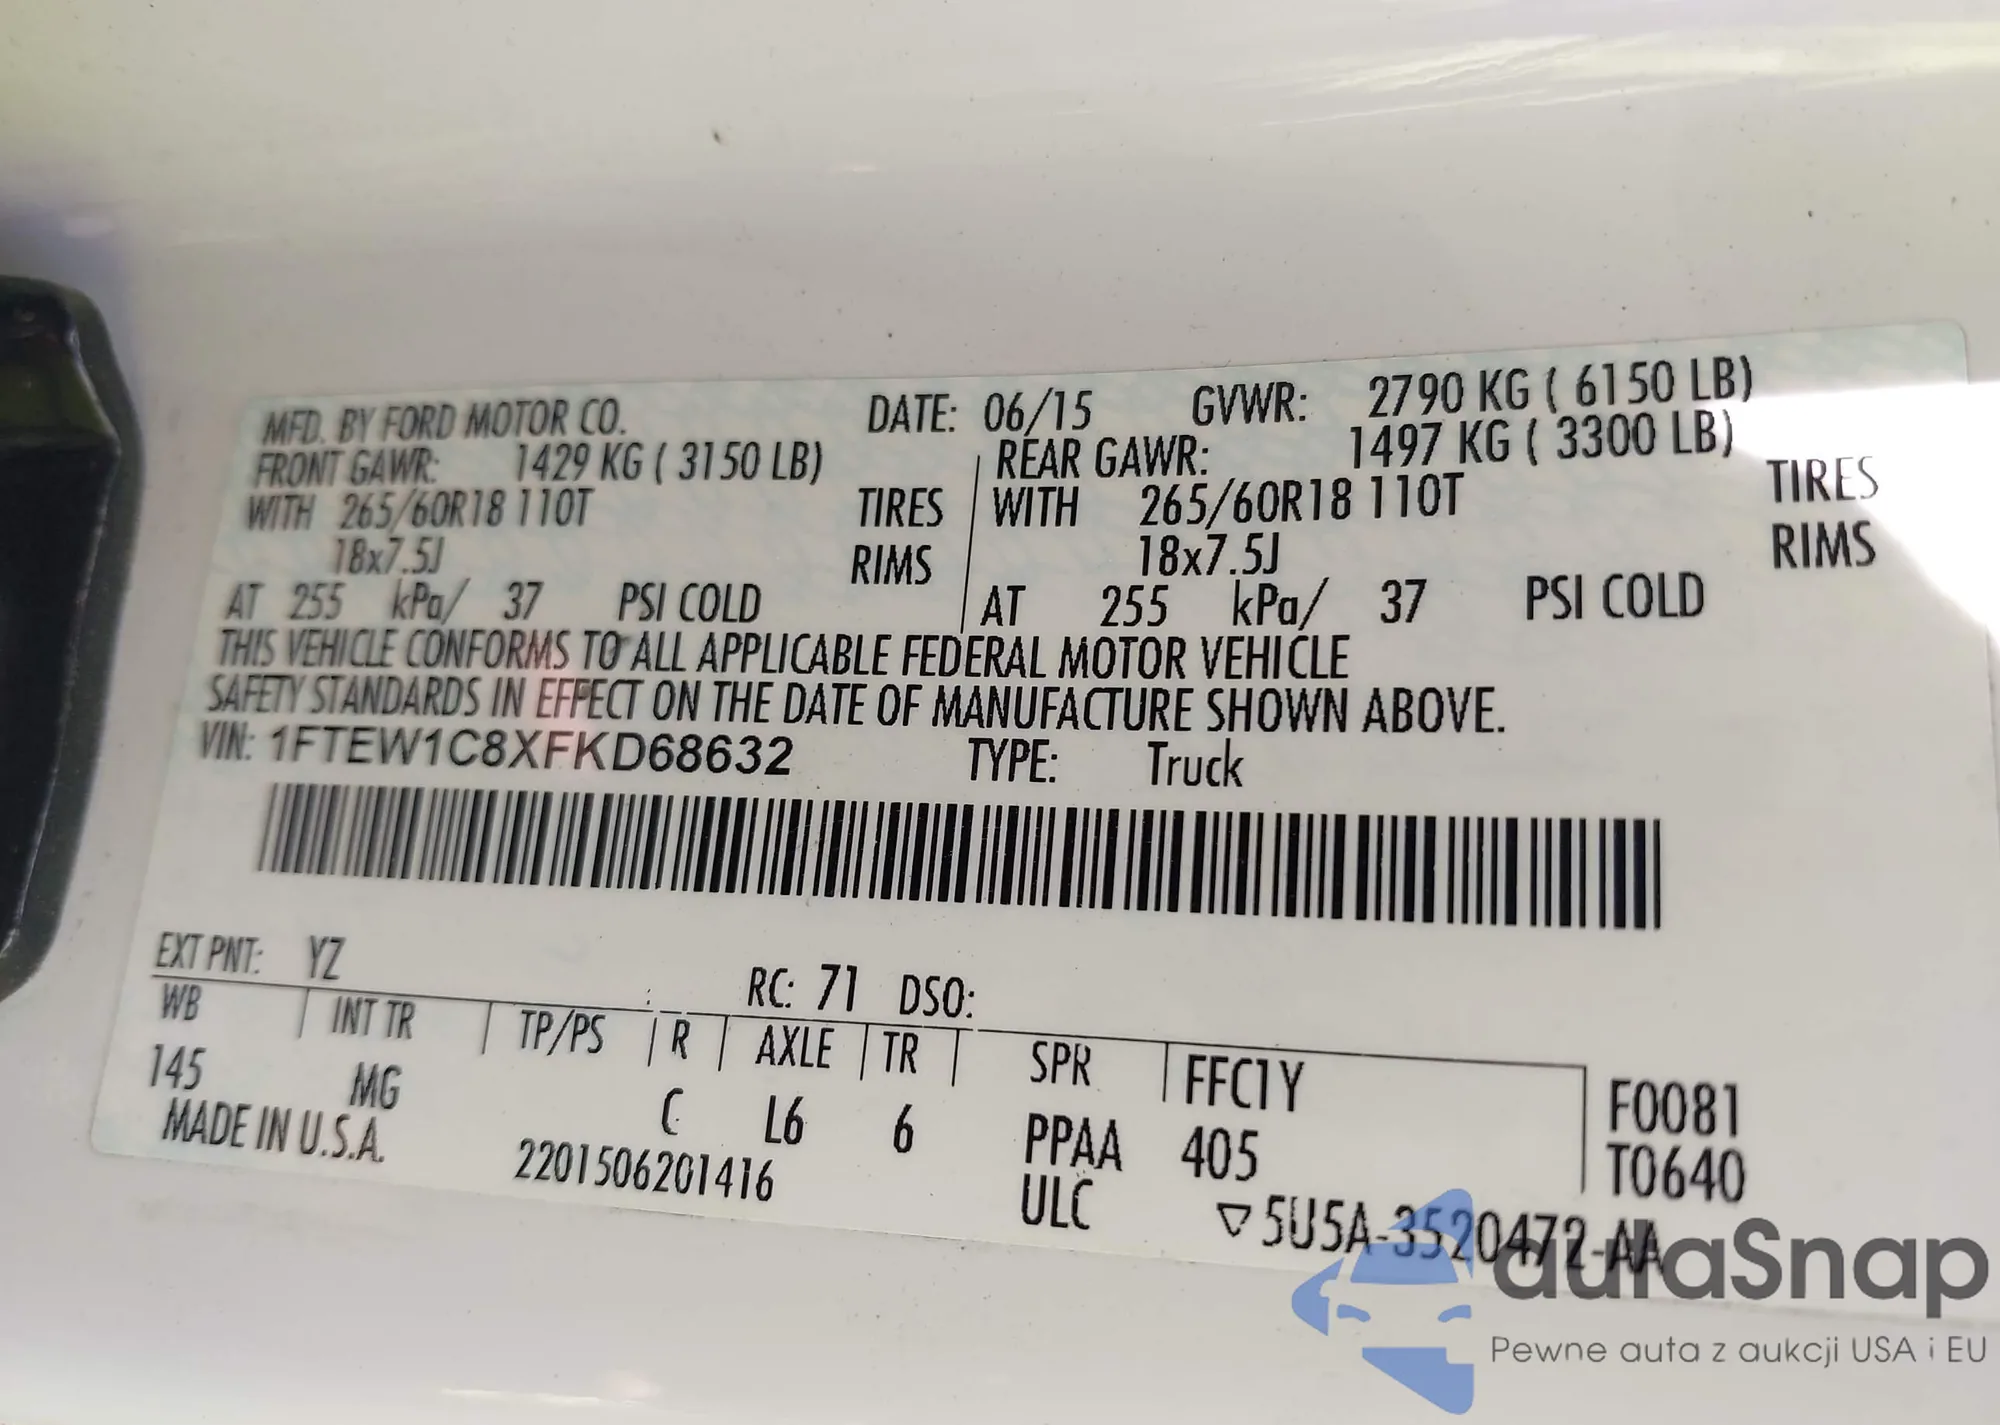 MFD. BY FORD MOTOR CO. DATE: 06/15 GVWR: 2790 KG ( 6150 LB)
FRONT GAWR: 1429 KG ( 3150 LB) REAR GAWR: 1497 KG ( 3300 LB)
WITH 265/60R18 110T TIRES WITH 265/60R18 110T TIRES
18x7.5J RIMS 18x7.5J RIMS
AT 255 kPa/ 37 PSI COLD AT 255 kPa/ 37 PSI COLD
THIS VEHICLE CONFORMS TO ALL APPLICABLE FEDERAL MOTOR VEHICLE
SAFETY STANDARDS IN EFFECT ON THE DATE OF MANUFACTURE SHOWN ABOVE.
VIN: 1FTEW1C8XFKD68632 TYPE: Truck
EXT PNT: YZ RC: 71 DSO:
WB INT TR TP/PS R AXLE TR SPR FFC1Y F0081
145 MG C L6 6 PPAA 405 T0640
MADE IN U.S.A. 2201506201416 ULC ▽5U5A-3520472-AA
autaSnap
Pewne auta z aukcji USA i EU